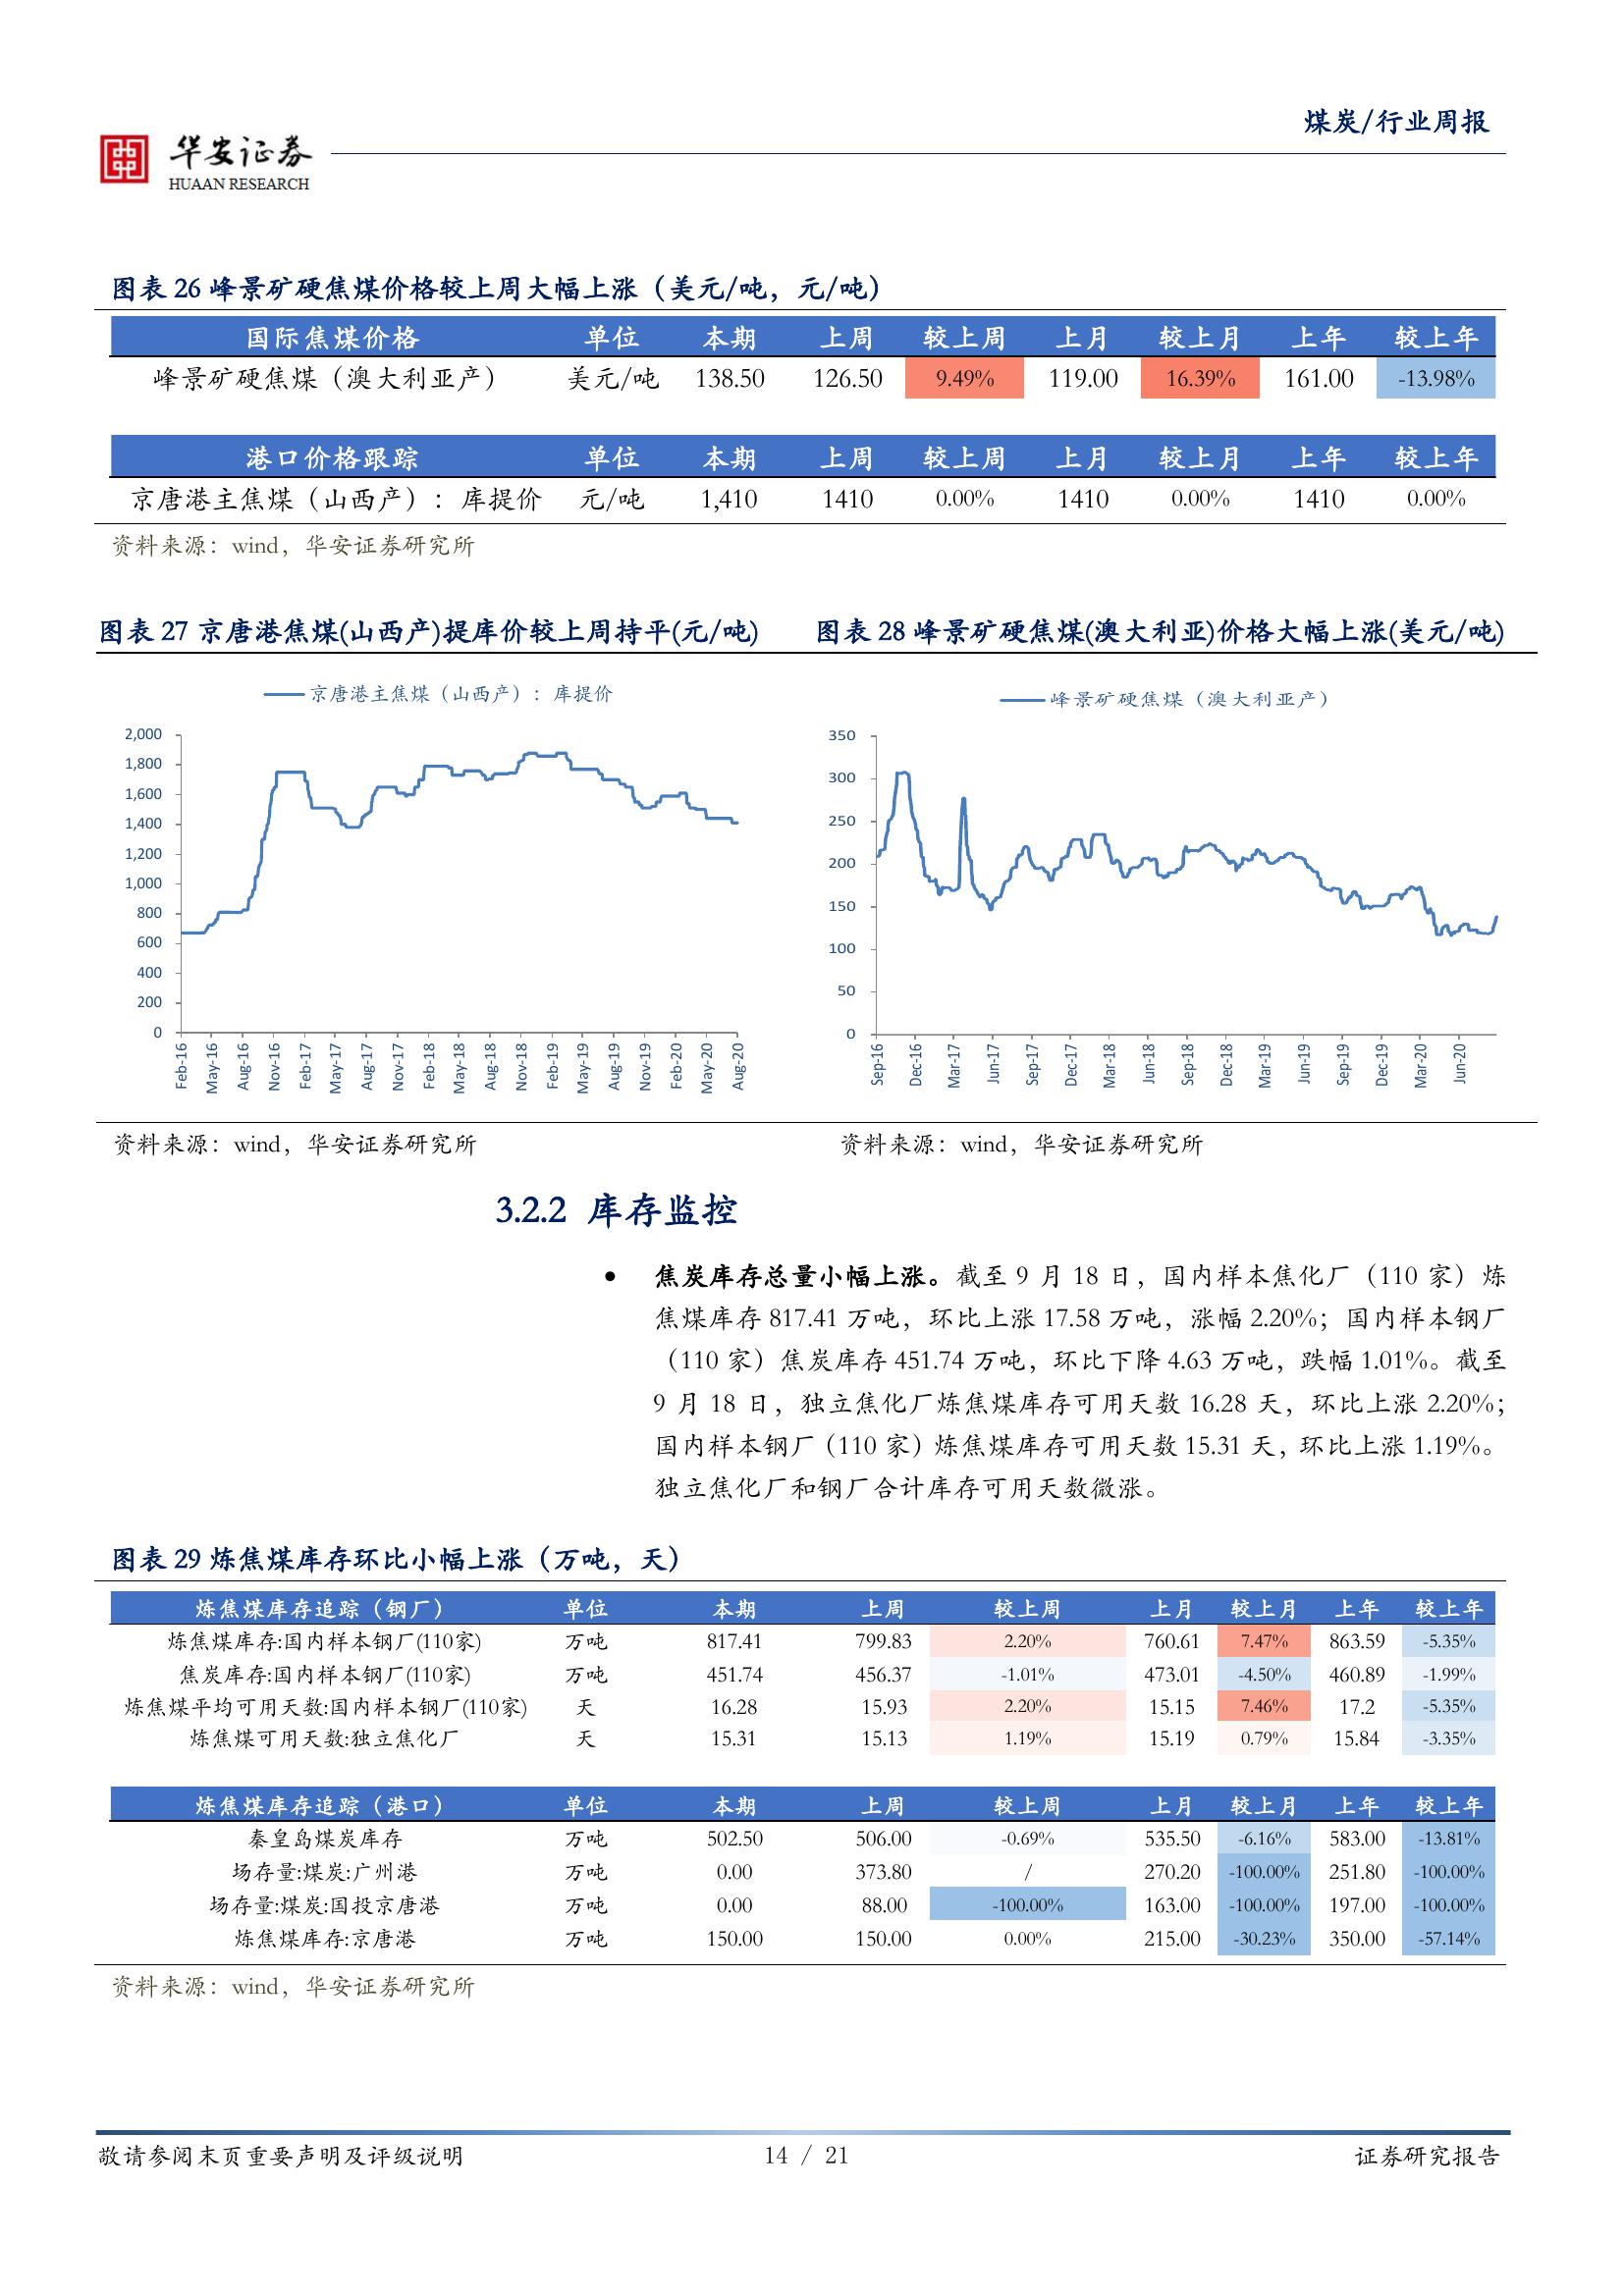 煤炭/行业周报
华安证券
HUAAN RESEARCH
图表 26 峰景矿硬焦煤价格较上周大幅上涨（美元/吨，元/吨）
国际焦煤价格 单位 本期 上周 较上周 上月 较上月 上年 较上年
峰景矿硬焦煤（澳大利亚产） 美元/吨 138.50 126.50 9.49% 119.00 16.39% 161.00 -13.98%
港口价格跟踪 单位 本期 上周 较上周 上月 较上月 上年 较上年
京唐港主焦煤（山西产）：库提价 元/吨 1,410 1410 0.00% 1410 0.00% 1410 0.00%
资料来源：wind，华安证券研究所
图表 27 京唐港焦煤(山西产)提库价较上周持平(元/吨)
京唐港主焦煤（山西产）：库提价
2,000
1,800
1,600
1,400
1,200
1,000
800
600
400
200
0
Feb-16 May-16 Aug-16 Nov-16 Feb-17 May-17 Aug-17 Nov-17 Feb-18 May-18 Aug-18 Nov-18 Feb-19 May-19 Aug-19 Nov-19 Feb-20 May-20 Aug-20
资料来源：wind，华安证券研究所
图表 28 峰景矿硬焦煤(澳大利亚)价格大幅上涨(美元/吨)
峰景矿硬焦煤（澳大利亚产）
350
300
250
200
150
100
50
0
Sep-16 Dec-16 Mar-17 Jun-17 Sep-17 Dec-17 Mar-18 Jun-18 Sep-18 Dec-18 Mar-19 Jun-19 Sep-19 Dec-19 Mar-20 Jun-20
资料来源：wind，华安证券研究所
3.2.2 库存监控
• 焦炭库存总量小幅上涨。截至 9 月 18 日，国内样本焦化厂（110 家）炼
焦煤库存 817.41 万吨，环比上涨 17.58 万吨，涨幅 2.20%；国内样本钢厂
（110 家）焦炭库存 451.74 万吨，环比下降 4.63 万吨，跌幅 1.01%。截至
9 月 18 日，独立焦化厂炼焦煤库存可用天数 16.28 天，环比上涨 2.20%；
国内样本钢厂（110 家）炼焦煤库存可用天数 15.31 天，环比上涨 1.19%。
独立焦化厂和钢厂合计库存可用天数微涨。
图表 29 炼焦煤库存环比小幅上涨（万吨，天）
炼焦煤库存追踪（钢厂） 单位 本期 上周 较上周 上月 较上月 上年 较上年
炼焦煤库存:国内样本钢厂(110家) 万吨 817.41 799.83 2.20% 760.61 7.47% 863.59 -5.35%
焦炭库存:国内样本钢厂(110家) 万吨 451.74 456.37 -1.01% 473.01 -4.50% 460.89 -1.99%
炼焦煤平均可用天数:国内样本钢厂(110家) 天 16.28 15.93 2.20% 15.15 7.46% 17.2 -5.35%
炼焦煤可用天数:独立焦化厂 天 15.31 15.13 1.19% 15.19 0.79% 15.84 -3.35%
炼焦煤库存追踪（港口） 单位 本期 上周 较上周 上月 较上月 上年 较上年
秦皇岛煤炭库存 万吨 502.50 506.00 -0.69% 535.50 -6.16% 583.00 -13.81%
场存量:煤炭:广州港 万吨 0.00 373.80 / 270.20 -100.00% 251.80 -100.00%
场存量:煤炭:国投京唐港 万吨 0.00 88.00 -100.00% 163.00 -100.00% 197.00 -100.00%
炼焦煤库存:京唐港 万吨 150.00 150.00 0.00% 215.00 -30.23% 350.00 -57.14%
资料来源：wind，华安证券研究所
敬请参阅末页重要声明及评级说明 14 / 21 证券研究报告